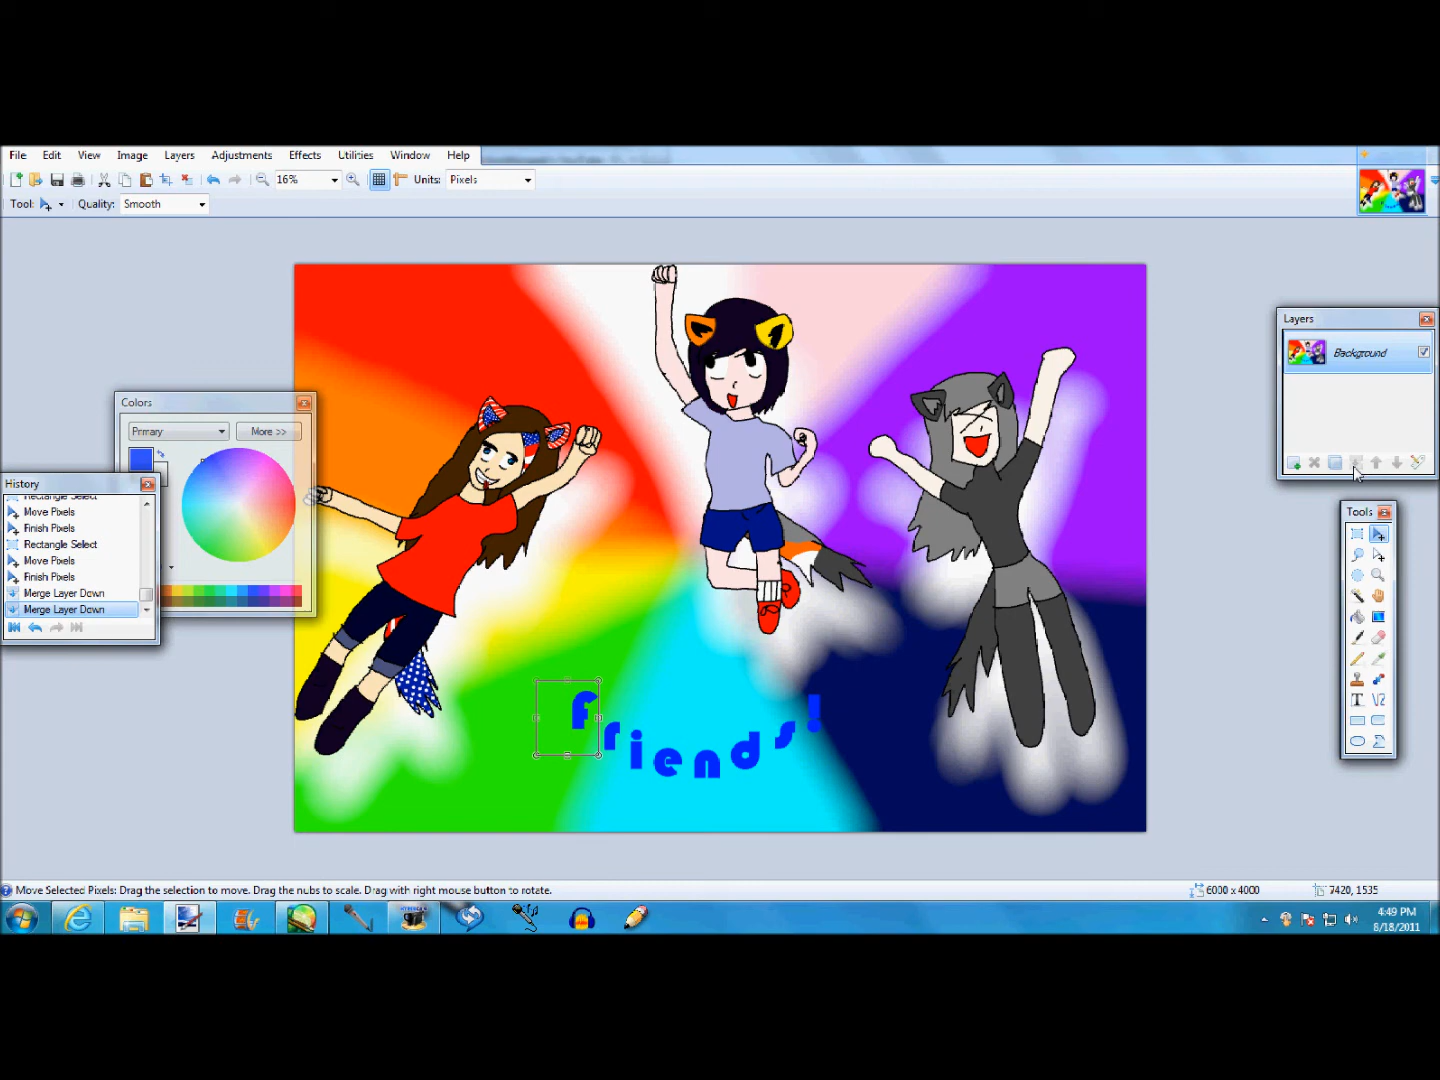 File Edit View Image Layers Adjustments Effects Utilities Window Help
16% Units: Pixels
Tool: Quality: Smooth
Layers
Background
Colors
Primary More >>
History
Rectangle Select
Move Pixels
Finish Pixels
Rectangle Select
Move Pixels
Finish Pixels
Merge Layer Down
Merge Layer Down
Tools
friends!
Move Selected Pixels: Drag the selection to move. Drag the nubs to scale. Drag with right mouse button to rotate.
6000 x 4000 7420, 1535
4:49 PM
8/18/2011